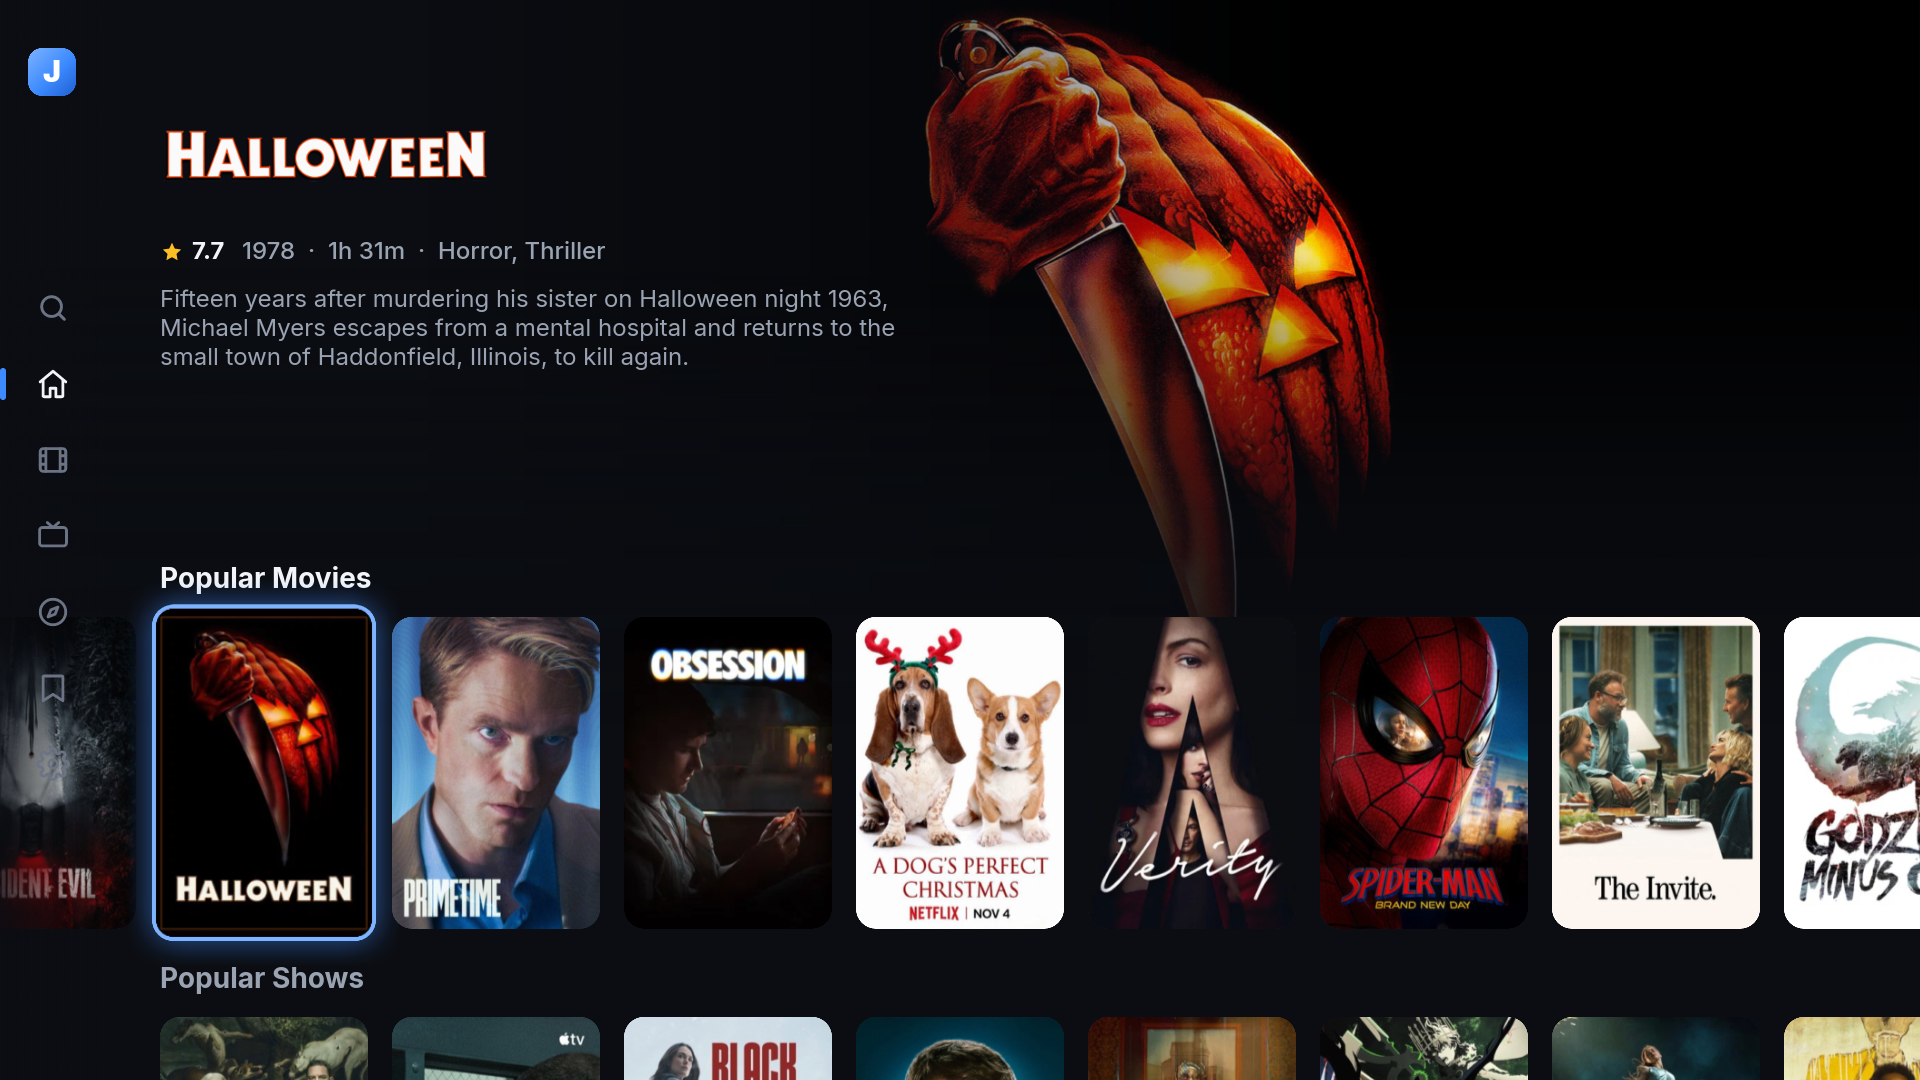 J
HALLOWEEN
7.7 1978 · 1h 31m · Horror, Thriller
Fifteen years after murdering his sister on Halloween night 1963,
Michael Myers escapes from a mental hospital and returns to the
small town of Haddonfield, Illinois, to kill again.
Popular Movies
IDENT EVIL
HALLOWEEN
PRIMETIME
OBSESSION
A DOG'S PERFECT
CHRISTMAS
NETFLIX | NOV 4
Verity
SPIDER-MAN
BRAND NEW DAY
The Invite.
GODZ
MINUS
Popular Shows
tv
BLACK